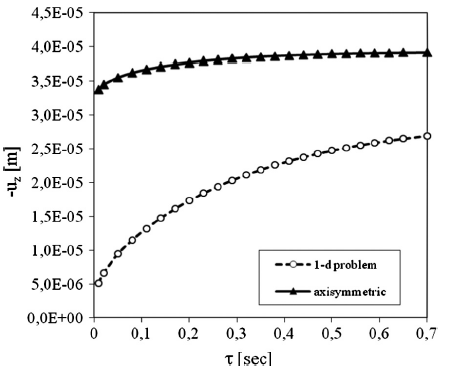 4,5E-05
4,0E-05
3,5E-05
3,0E-05
2,5E-05
2,0E-05
1,5E-05
1,0E-05
5,0E-06
0,0E+00
-u_z [m]
1-d problem
axisymmetric
0 0,1 0,2 0,3 0,4 0,5 0,6 0,7
τ [sec]